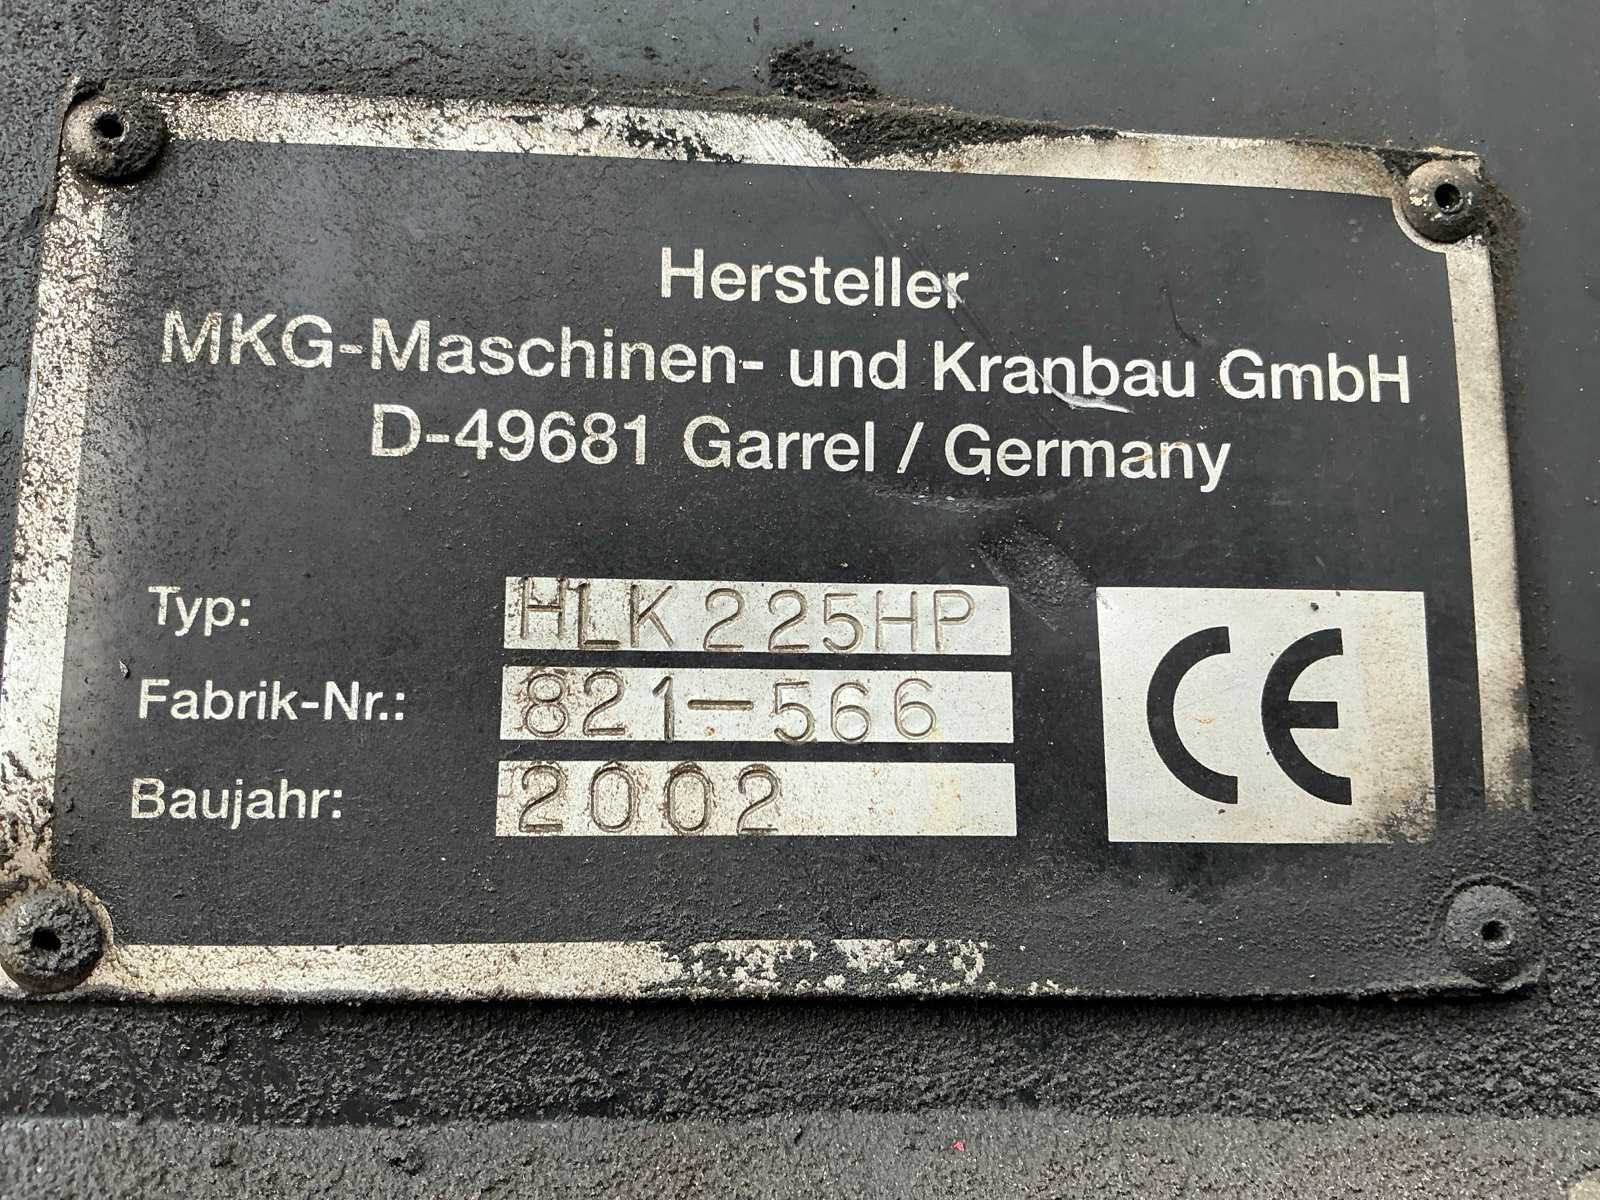 Hersteller
MKG-Maschinen- und Kranbau GmbH
D-49681 Garrel / Germany
Typ: HLK 225HP
Fabrik-Nr.: 821-566
Baujahr: 2002
CE